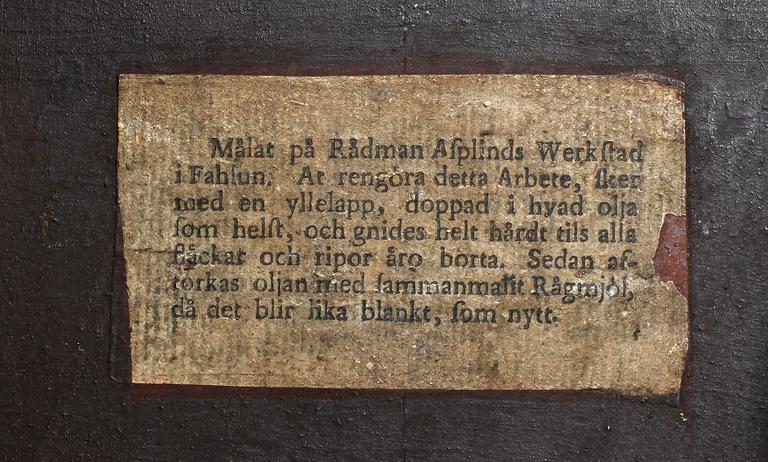 Målat på Rådman Aſplinds Werkſtad
i Fahlun. At rengöra detta Arbete, ſker
med en yllelapp, doppad i hvad olja
ſom helſt, och gnides helt hårdt tils alla
fläckar och ripor äro borta. Sedan af-
torkas oljan med ſammanmalit Rågmjöl,
då det blir lika blankt, ſom nytt.